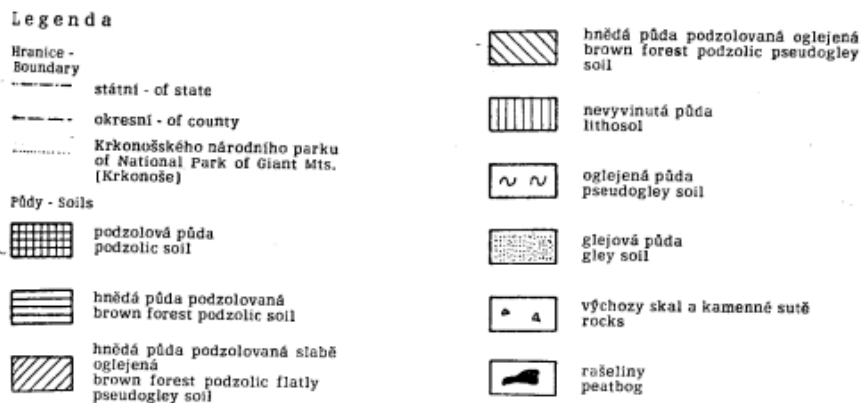 Legenda
Hranice -
Boundary
státní - of state
okresní - of county
Krkonošského národního parku
of National Park of Giant Mts.
(Krkonoše)
Půdy - Soils
podzolová půda
podzolic soil
hnědá půda podzolovaná
brown forest podzolic soil
hnědá půda podzolovaná slabě
oglejená
brown forest podzolic flatly
pseudogley soil
hnědá půda podzolovaná oglejená
brown forest podzolic pseudogley
soil
nevyvinutá půda
lithosol
oglejená půda
pseudogley soil
glejová půda
gley soil
výchozy skal a kamenné sutě
rocks
rašeliny
peatbog